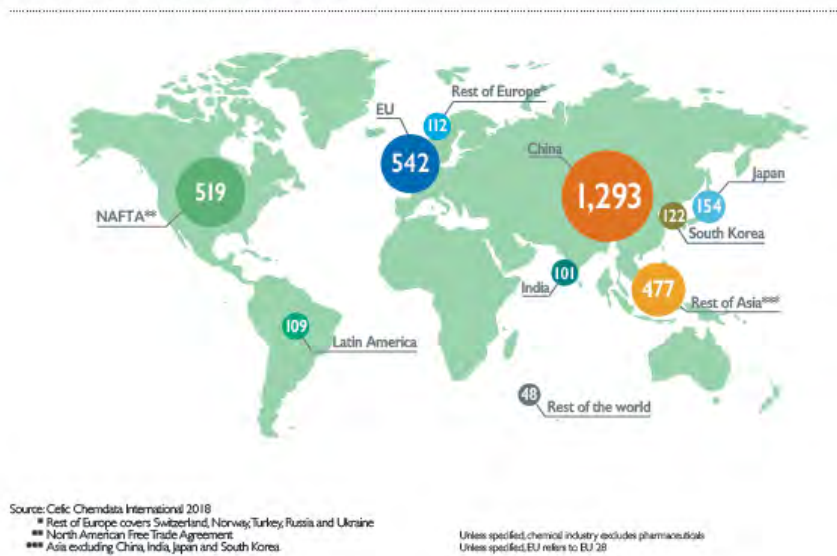 Rest of Europe*
EU
112
542
China
519
1,293
Japan
154
NAFTA**
122
South Korea
101
India
477
Rest of Asia***
109
Latin America
48
Rest of the world
Source: Cefic Chemdata International 2018
* Rest of Europe covers Switzerland, Norway, Turkey, Russia and Ukraine
** North American Free Trade Agreement
*** Asia excluding China, India, Japan and South Korea
Unless specified, chemical industry excludes pharmaceuticals
Unless specified, EU refers to EU 28